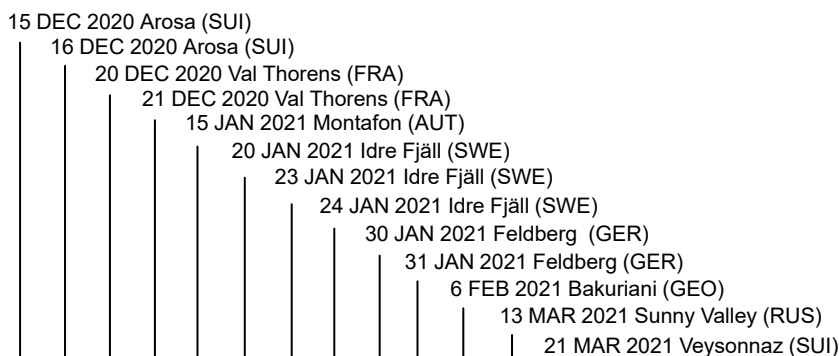 15 DEC 2020 Arosa (SUI)
16 DEC 2020 Arosa (SUI)
20 DEC 2020 Val Thorens (FRA)
21 DEC 2020 Val Thorens (FRA)
15 JAN 2021 Montafon (AUT)
20 JAN 2021 Idre Fjäll (SWE)
23 JAN 2021 Idre Fjäll (SWE)
24 JAN 2021 Idre Fjäll (SWE)
30 JAN 2021 Feldberg (GER)
31 JAN 2021 Feldberg (GER)
6 FEB 2021 Bakuriani (GEO)
13 MAR 2021 Sunny Valley (RUS)
21 MAR 2021 Veysonnaz (SUI)